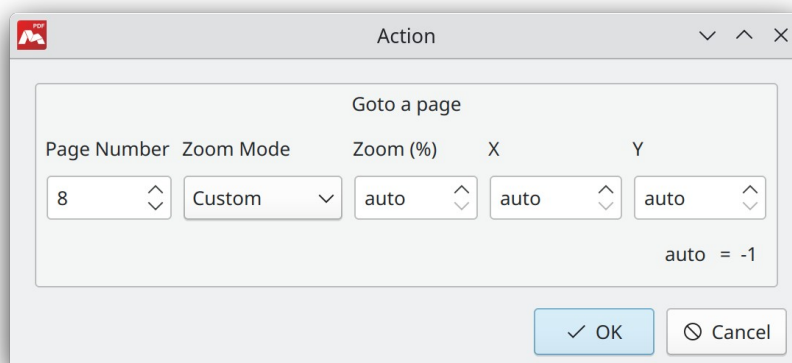 PDF
Action
Goto a page
Page Number Zoom Mode Zoom (%) X Y
8 Custom auto auto auto
auto = -1
OK Cancel